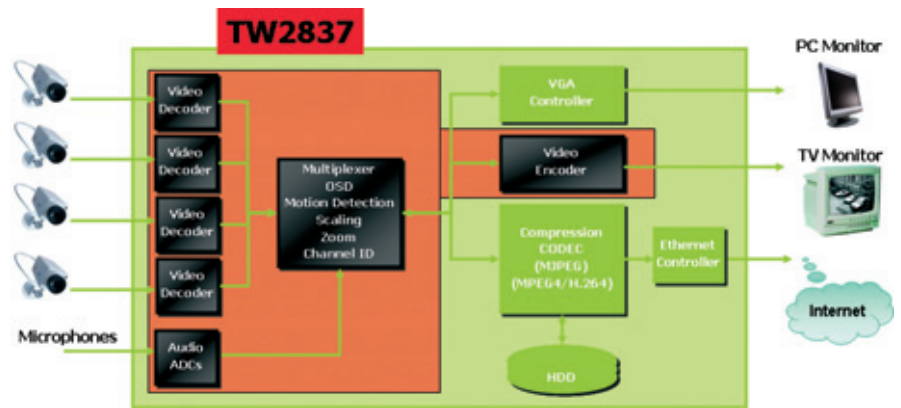 TW2837
PC Monitor
Video
Decoder
VGA
Controller
Video
Decoder
Video
Encoder
TV Monitor
Multiplexer
OSD
Motion Detection
Scaling
Zoom
Channel ID
Video
Decoder
Compression
CODEC
(MJPEG)
(MPEG4/H.264)
Ethernet
Controller
Video
Decoder
Internet
Microphones
Audio
ADCs
HDD